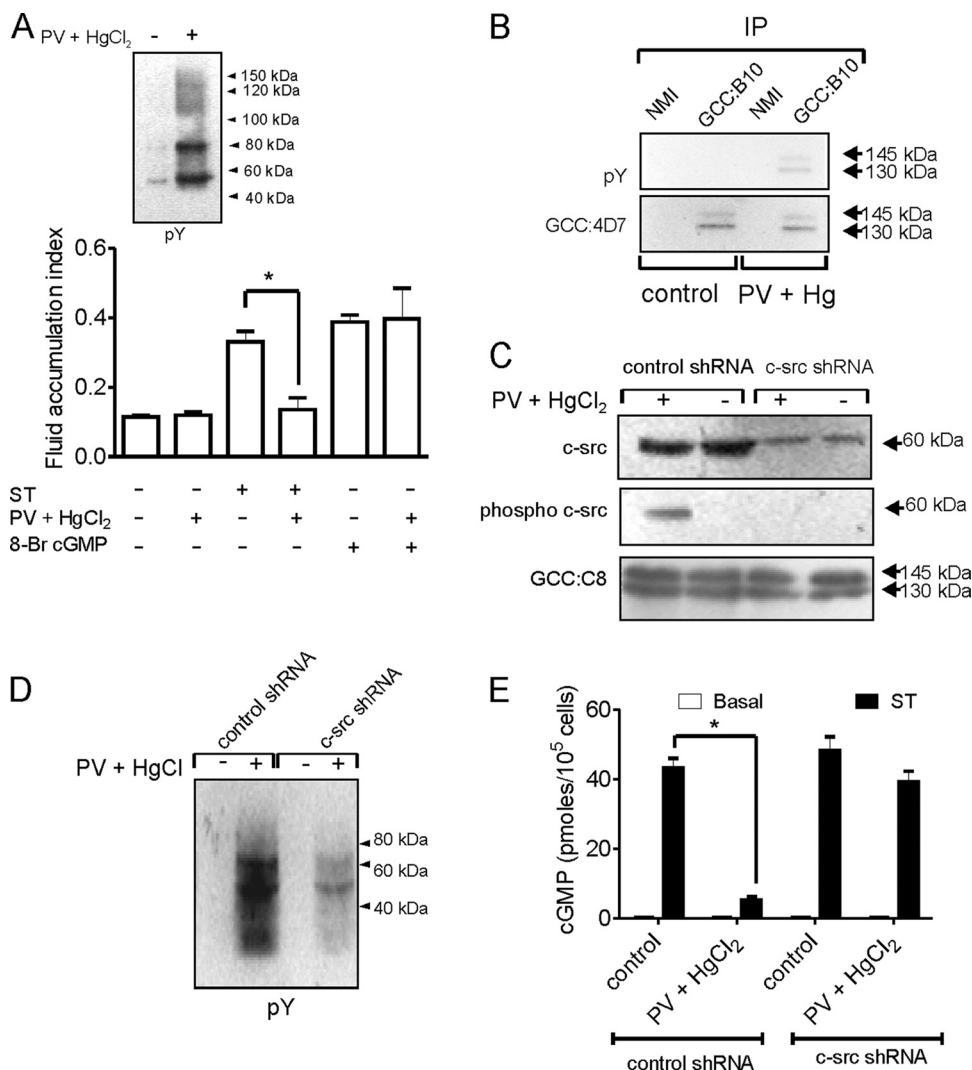 A
PV + HgCl2 - +
150 kDa
120 kDa
100 kDa
80 kDa
60 kDa
40 kDa
pY
Fluid accumulation index
0.6
0.4
0.2
0.0
*
ST - - + + - -
PV + HgCl2 - + - + - +
8-Br cGMP - - - - + +
B
IP
NMI GCC:B10 NMI GCC:B10
pY
145 kDa
130 kDa
GCC:4D7
145 kDa
130 kDa
control PV + Hg
C
control shRNA c-src shRNA
PV + HgCl2 + - + -
c-src 60 kDa
phospho c-src 60 kDa
GCC:C8 145 kDa
130 kDa
D
control shRNA c-src shRNA
PV + HgCl - + - +
80 kDa
60 kDa
40 kDa
pY
E
Basal ST
cGMP (pmoles/10^5 cells)
60
40
20
0
*
control PV + HgCl2 control PV + HgCl2
control shRNA c-src shRNA